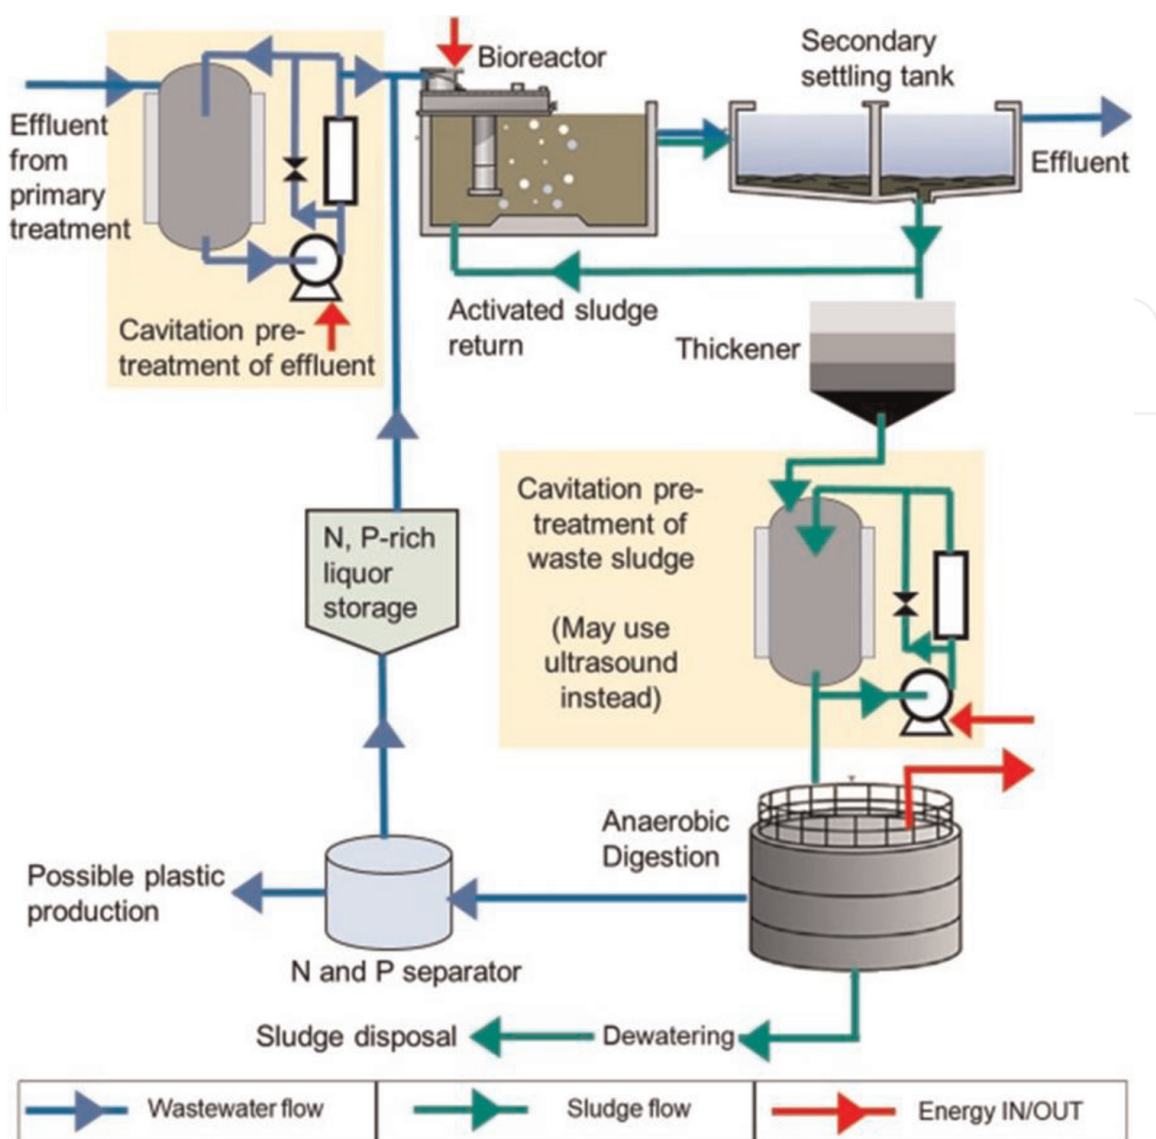 Bioreactor
Secondary
settling tank
Effluent
from
primary
treatment
Effluent
Cavitation pre-
treatment of effluent
Activated sludge
return
Thickener
Cavitation pre-
treatment of
waste sludge
(May use
ultrasound
instead)
N, P-rich
liquor
storage
Anaerobic
Digestion
Possible plastic
production
N and P separator
Sludge disposal
Dewatering
Wastewater flow
Sludge flow
Energy IN/OUT